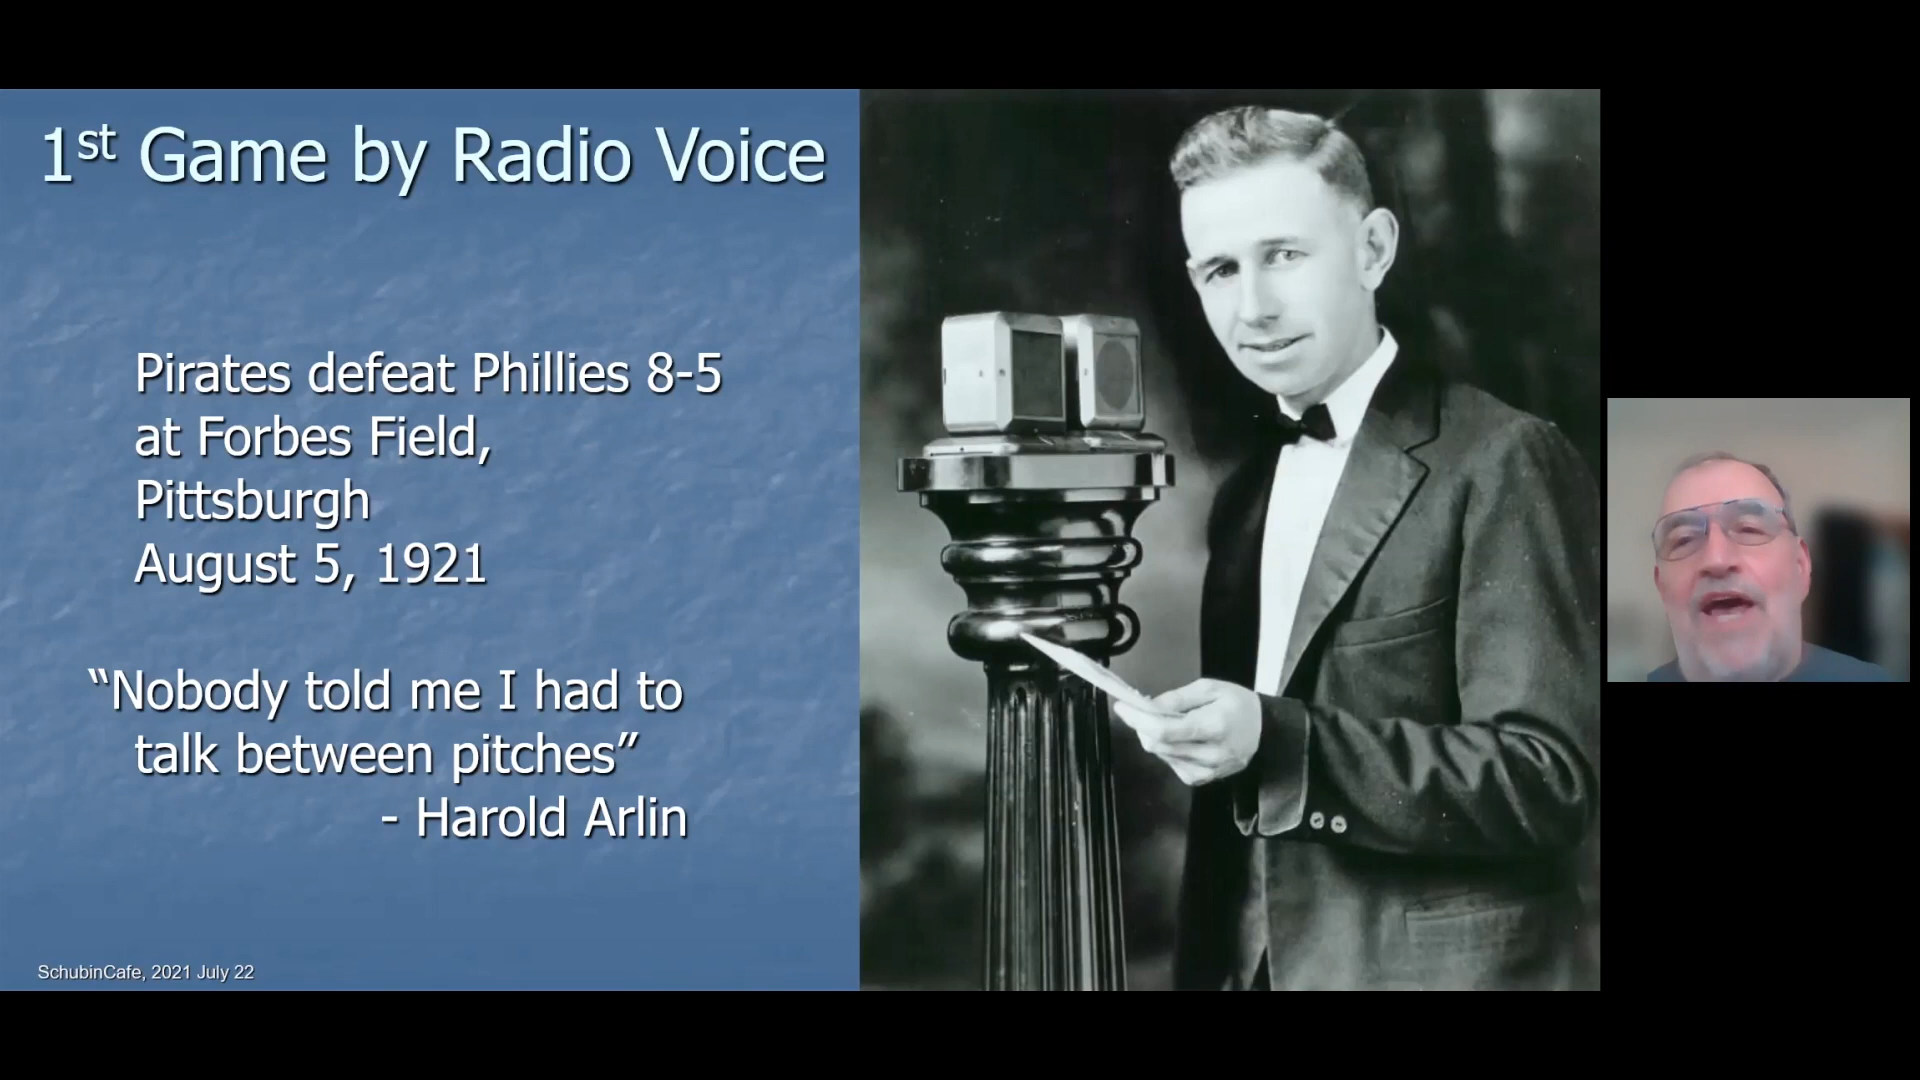 1st Game by Radio Voice
Pirates defeat Phillies 8-5
at Forbes Field,
Pittsburgh
August 5, 1921
“Nobody told me I had to
talk between pitches”
- Harold Arlin
SchubinCafe, 2021 July 22